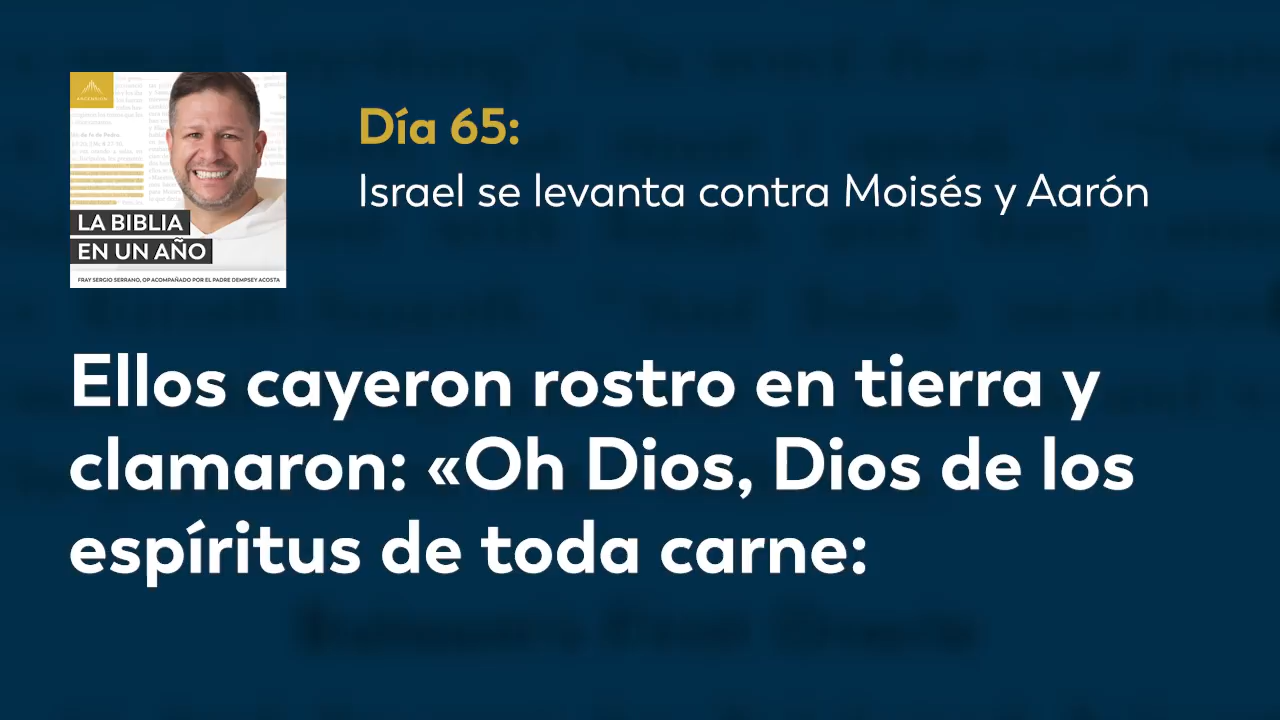 ASCENSION
Día 65:
Israel se levanta contra Moisés y Aarón
LA BIBLIA
EN UN AÑO
FRAY SERGIO SERRANO, OP ACOMPAÑADO POR EL PADRE DEMPSEY ACOSTA
Ellos cayeron rostro en tierra y
clamaron: «Oh Dios, Dios de los
espíritus de toda carne: